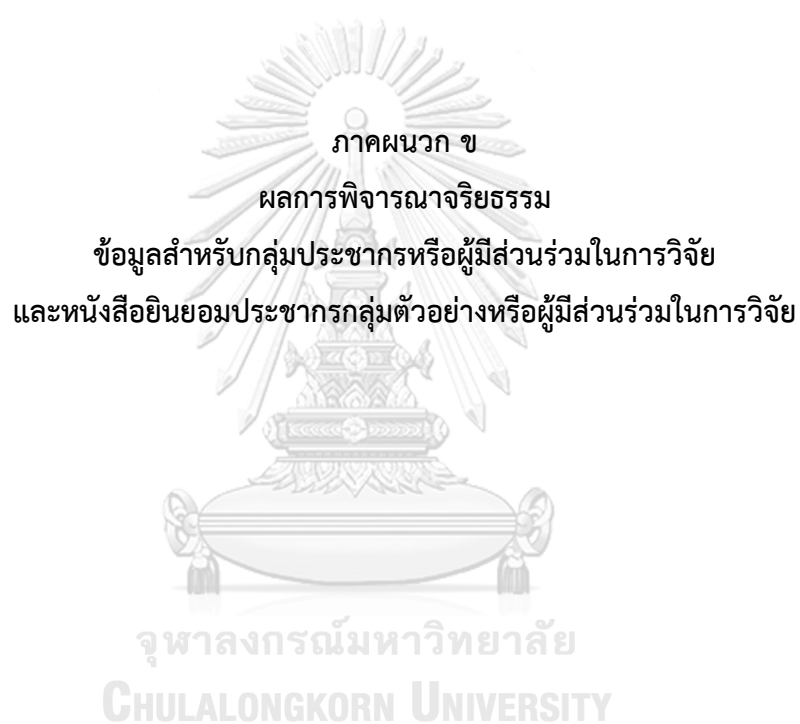 ภาคผนวก ข
ผลการพิจารณาจริยธรรม
ข้อมูลสำหรับกลุ่มประชากรหรือผู้มีส่วนร่วมในการวิจัย
และหนังสือยินยอมประชากรกลุ่มตัวอย่างหรือผู้มีส่วนร่วมในการวิจัย
จุฬาลงกรณ์มหาวิทยาลัย
CHULALONGKORN UNIVERSITY